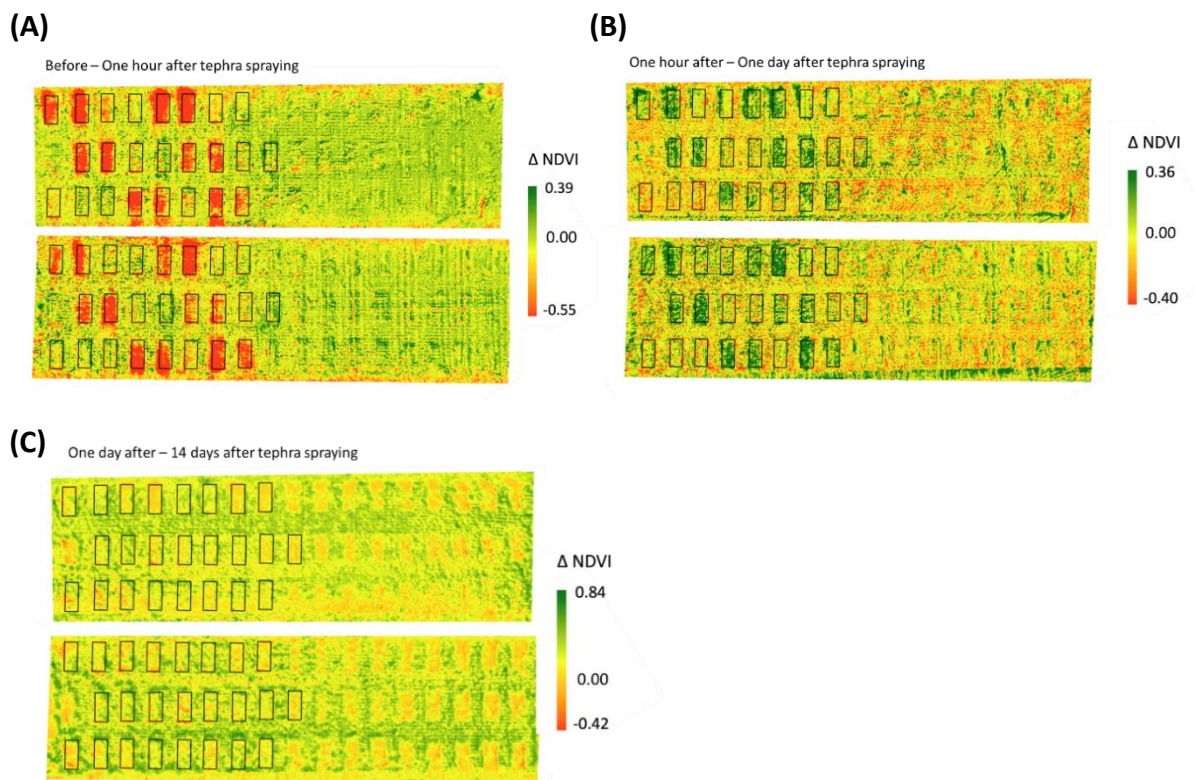 (A)
Before – One hour after tephra spraying
Δ NDVI
0.39
0.00
-0.55
(B)
One hour after – One day after tephra spraying
Δ NDVI
0.36
0.00
-0.40
(C)
One day after – 14 days after tephra spraying
Δ NDVI
0.84
0.00
-0.42